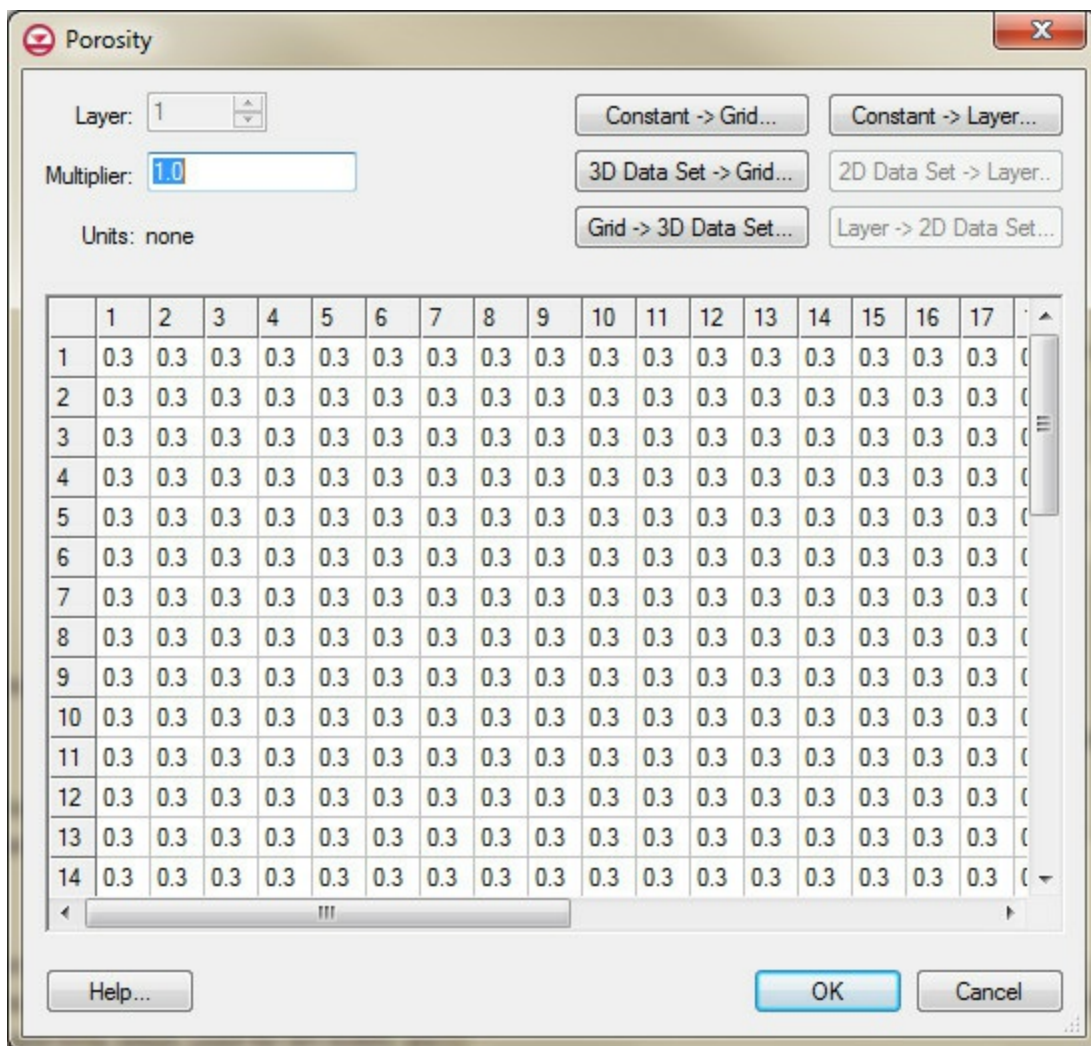 Porosity
Layer: 1
Constant -> Grid... Constant -> Layer...
Multiplier: 1.0
3D Data Set -> Grid... 2D Data Set -> Layer..
Units: none
Grid -> 3D Data Set... Layer -> 2D Data Set...
1 2 3 4 5 6 7 8 9 10 11 12 13 14 15 16 17
1 0.3 0.3 0.3 0.3 0.3 0.3 0.3 0.3 0.3 0.3 0.3 0.3 0.3 0.3 0.3 0.3 0.3
2 0.3 0.3 0.3 0.3 0.3 0.3 0.3 0.3 0.3 0.3 0.3 0.3 0.3 0.3 0.3 0.3 0.3
3 0.3 0.3 0.3 0.3 0.3 0.3 0.3 0.3 0.3 0.3 0.3 0.3 0.3 0.3 0.3 0.3 0.3
4 0.3 0.3 0.3 0.3 0.3 0.3 0.3 0.3 0.3 0.3 0.3 0.3 0.3 0.3 0.3 0.3 0.3
5 0.3 0.3 0.3 0.3 0.3 0.3 0.3 0.3 0.3 0.3 0.3 0.3 0.3 0.3 0.3 0.3 0.3
6 0.3 0.3 0.3 0.3 0.3 0.3 0.3 0.3 0.3 0.3 0.3 0.3 0.3 0.3 0.3 0.3 0.3
7 0.3 0.3 0.3 0.3 0.3 0.3 0.3 0.3 0.3 0.3 0.3 0.3 0.3 0.3 0.3 0.3 0.3
8 0.3 0.3 0.3 0.3 0.3 0.3 0.3 0.3 0.3 0.3 0.3 0.3 0.3 0.3 0.3 0.3 0.3
9 0.3 0.3 0.3 0.3 0.3 0.3 0.3 0.3 0.3 0.3 0.3 0.3 0.3 0.3 0.3 0.3 0.3
10 0.3 0.3 0.3 0.3 0.3 0.3 0.3 0.3 0.3 0.3 0.3 0.3 0.3 0.3 0.3 0.3 0.3
11 0.3 0.3 0.3 0.3 0.3 0.3 0.3 0.3 0.3 0.3 0.3 0.3 0.3 0.3 0.3 0.3 0.3
12 0.3 0.3 0.3 0.3 0.3 0.3 0.3 0.3 0.3 0.3 0.3 0.3 0.3 0.3 0.3 0.3 0.3
13 0.3 0.3 0.3 0.3 0.3 0.3 0.3 0.3 0.3 0.3 0.3 0.3 0.3 0.3 0.3 0.3 0.3
14 0.3 0.3 0.3 0.3 0.3 0.3 0.3 0.3 0.3 0.3 0.3 0.3 0.3 0.3 0.3 0.3 0.3
Help... OK Cancel